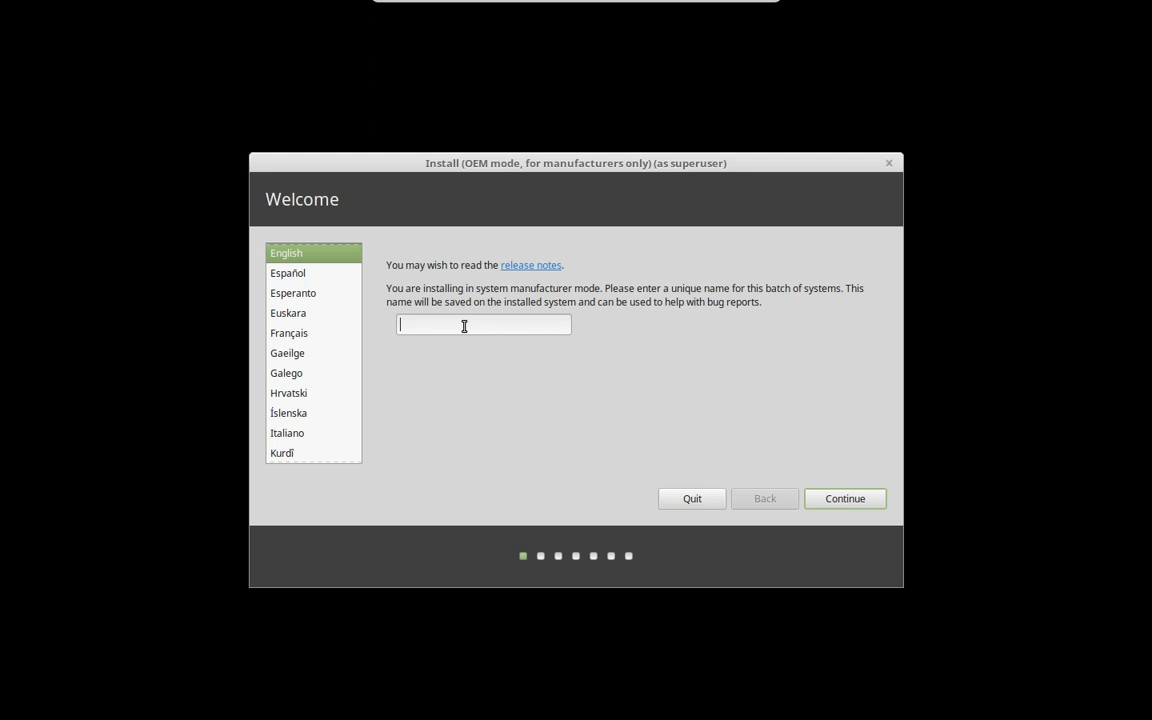 Install (OEM mode, for manufacturers only) (as superuser)
Welcome
English
Español
Esperanto
Euskara
Français
Gaeilge
Galego
Hrvatski
Íslenska
Italiano
Kurdî
You may wish to read the release notes.
You are installing in system manufacturer mode. Please enter a unique name for this batch of systems. This
name will be saved on the installed system and can be used to help with bug reports.
Quit
Back
Continue